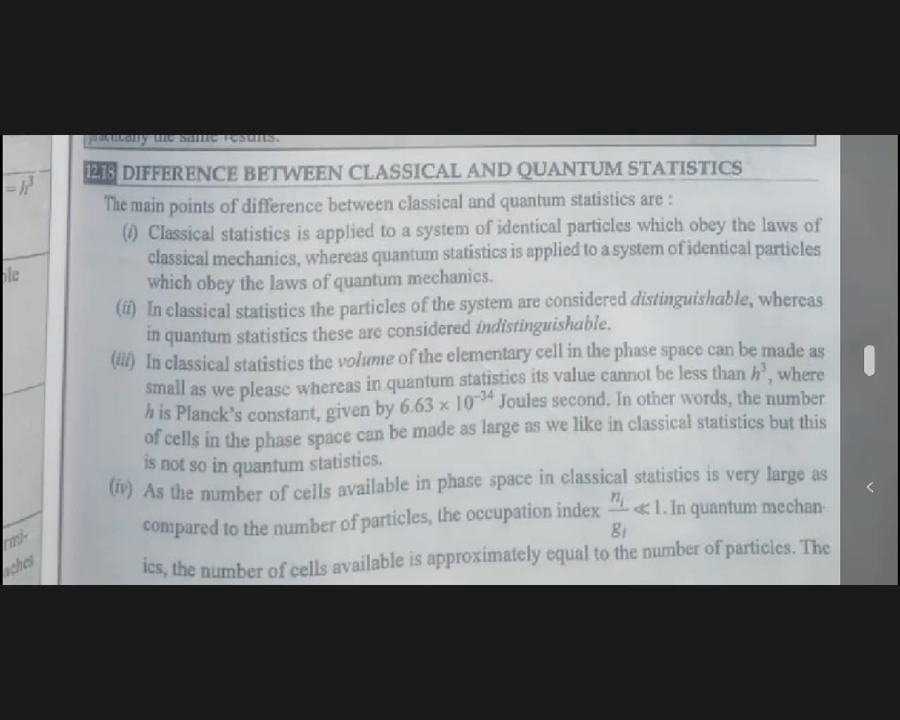 practically the same results.
12.18 DIFFERENCE BETWEEN CLASSICAL AND QUANTUM STATISTICS
The main points of difference between classical and quantum statistics are :
(i) Classical statistics is applied to a system of identical particles which obey the laws of
classical mechanics, whereas quantum statistics is applied to a system of identical particles
which obey the laws of quantum mechanics.
(ii) In classical statistics the particles of the system are considered distinguishable, whereas
in quantum statistics these are considered indistinguishable.
(iii) In classical statistics the volume of the elementary cell in the phase space can be made as
small as we please whereas in quantum statistics its value cannot be less than h³, where
h is Planck's constant, given by 6.63 × 10⁻³⁴ Joules second. In other words, the number
of cells in the phase space can be made as large as we like in classical statistics but this
is not so in quantum statistics.
(iv) As the number of cells available in phase space in classical statistics is very large as
compared to the number of particles, the occupation index nᵢ/gᵢ ≪ 1. In quantum mechan-
ics, the number of cells available is approximately equal to the number of particles. The
= h³
ble
rmi-
aches